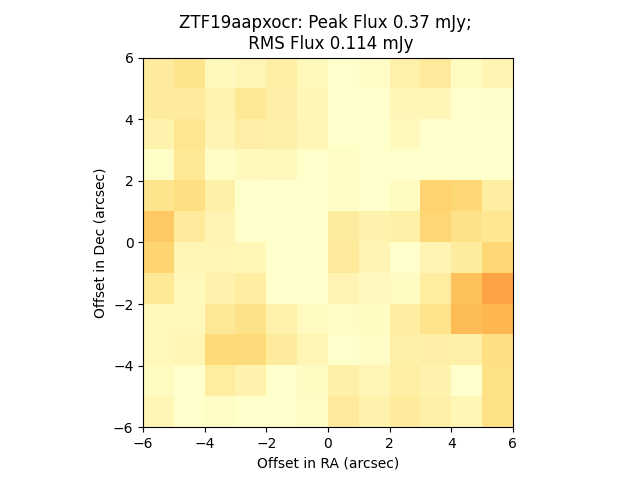 ZTF19aapxocr: Peak Flux 0.37 mJy;
RMS Flux 0.114 mJy
6
4
2
0
−2
−4
−6
Offset in Dec (arcsec)
−6 −4 −2 0 2 4 6
Offset in RA (arcsec)